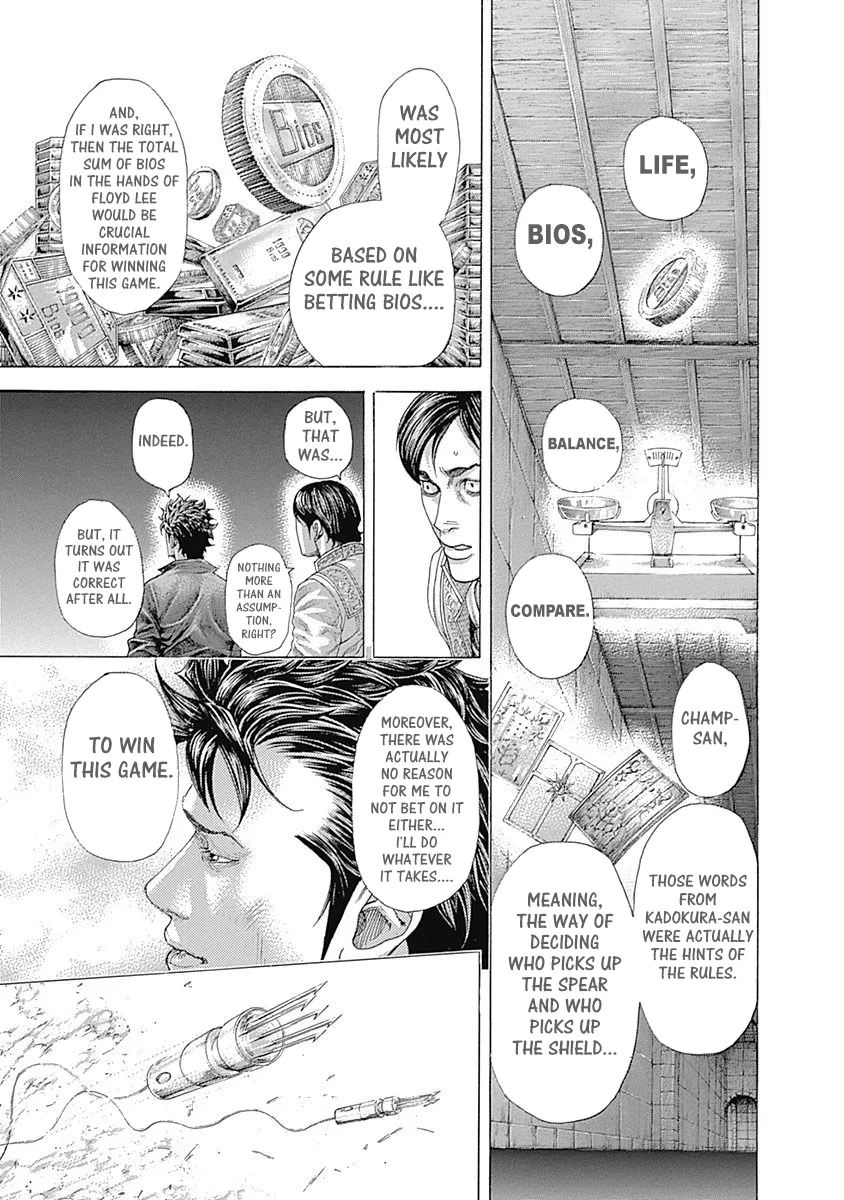 LIFE,
BIOS,
BALANCE,
COMPARE.
CHAMP-
SAN,
THOSE WORDS
FROM
KADOKURA-SAN
WERE ACTUALLY
THE HINTS OF
THE RULES.
MEANING,
THE WAY OF
DECIDING
WHO PICKS UP
THE SPEAR
AND WHO
PICKS UP
THE SHIELD...
WAS
MOST
LIKELY
BASED ON
SOME RULE LIKE
BETTING BIOS....
AND,
IF I WAS RIGHT,
THEN THE TOTAL
SUM OF BIOS
IN THE HANDS OF
FLOYD LEE
WOULD BE
CRUCIAL
INFORMATION
FOR WINNING
THIS GAME.
Bios
Bios
BUT,
THAT
WAS...
NOTHING
MORE
THAN AN
ASSUMP-
TION,
RIGHT?
INDEED.
BUT, IT
TURNS OUT
IT WAS
CORRECT
AFTER ALL.
MOREOVER,
THERE WAS
ACTUALLY
NO REASON
FOR ME TO
NOT BET ON IT
EITHER...
I'LL DO
WHATEVER
IT TAKES....
TO WIN
THIS GAME.